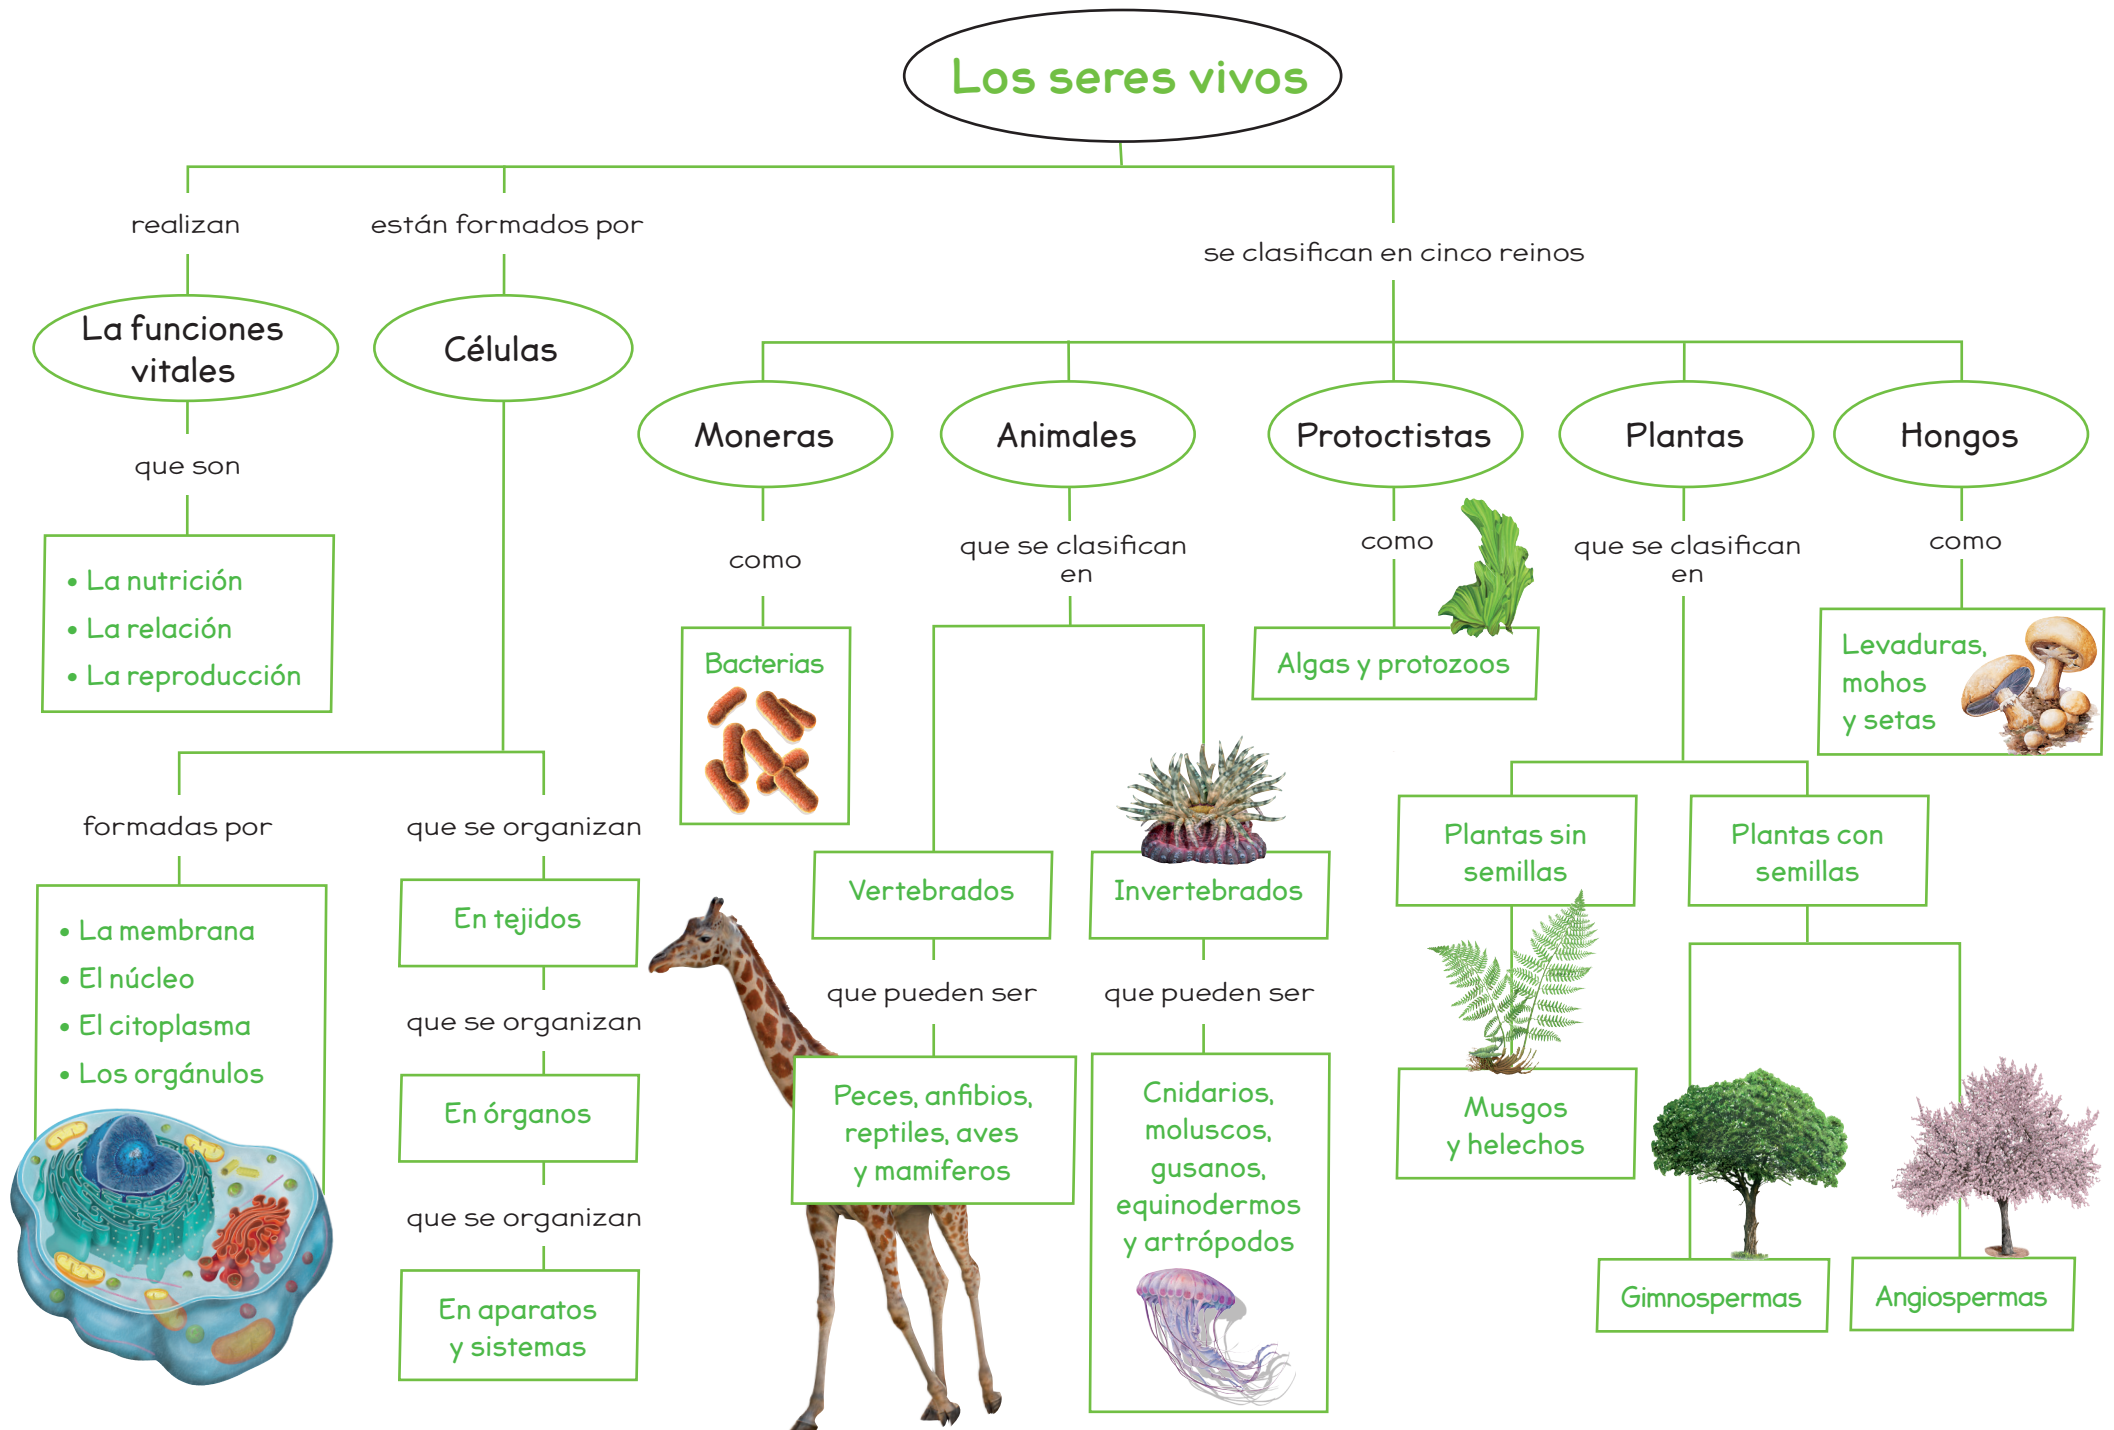 Los seres vivos
realizan
están formados por
se clasifican en cinco reinos
La funciones
vitales
Células
Moneras
Animales
Protoctistas
Plantas
Hongos
que son
• La nutrición
• La relación
• La reproducción
como
Bacterias
que se clasifican
en
como
Algas y protozoos
que se clasifican
en
como
Levaduras,
mohos
y setas
formadas por
• La membrana
• El núcleo
• El citoplasma
• Los orgánulos
que se organizan
En tejidos
que se organizan
En órganos
que se organizan
En aparatos
y sistemas
Vertebrados
que pueden ser
Peces, anfibios,
reptiles, aves
y mamiferos
Invertebrados
que pueden ser
Cnidarios,
moluscos,
gusanos,
equinodermos
y artrópodos
Plantas sin
semillas
Musgos
y helechos
Plantas con
semillas
Gimnospermas
Angiospermas